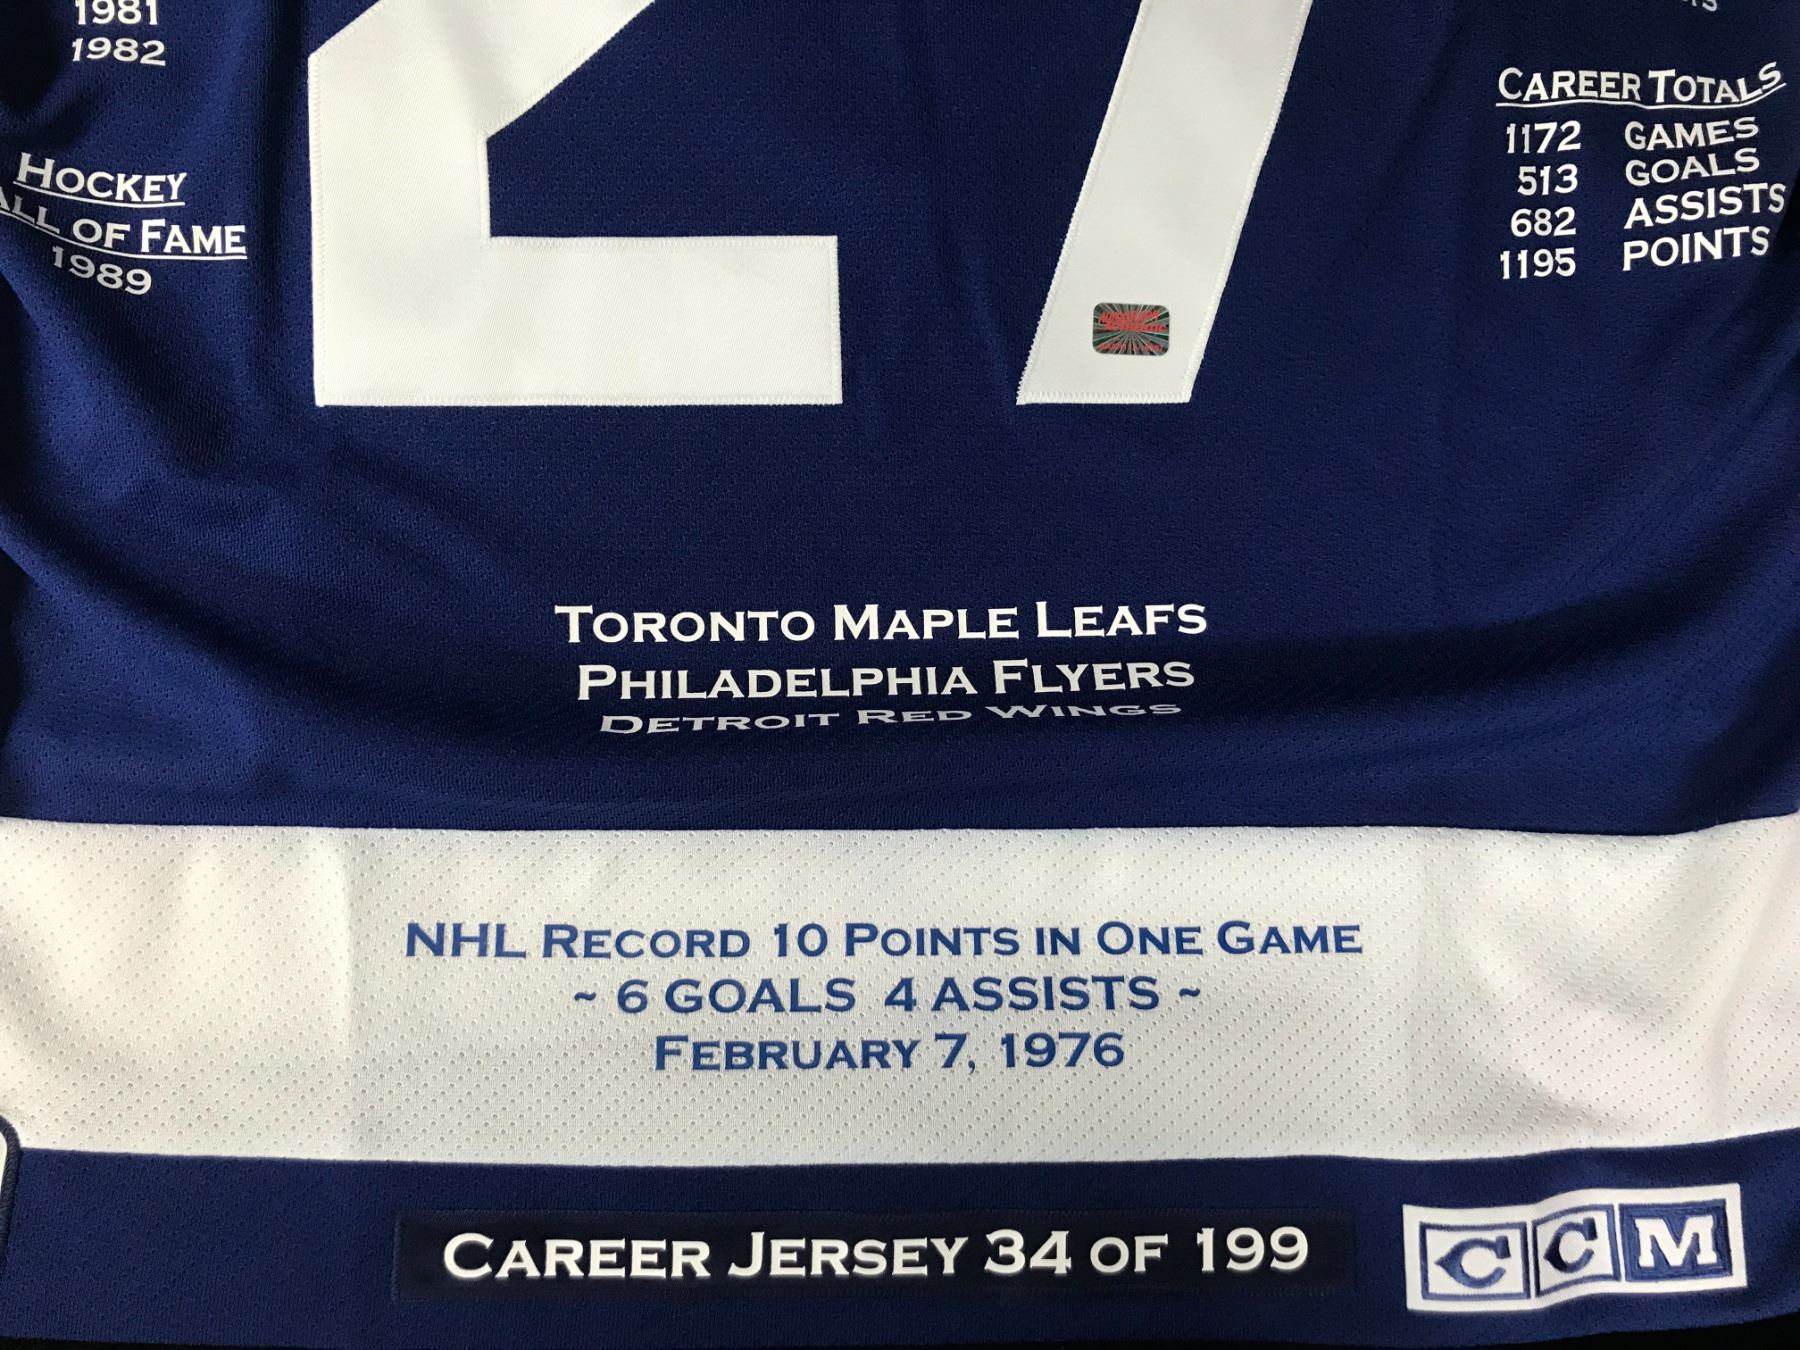 1981
1982
HOCKEY
ALL OF FAME
1989
27
CAREER TOTALS
1172 GAMES
513 GOALS
682 ASSISTS
1195 POINTS
TORONTO MAPLE LEAFS
PHILADELPHIA FLYERS
DETROIT RED WINGS
NHL RECORD 10 POINTS IN ONE GAME
~ 6 GOALS 4 ASSISTS ~
FEBRUARY 7, 1976
CAREER JERSEY 34 OF 199
CCM